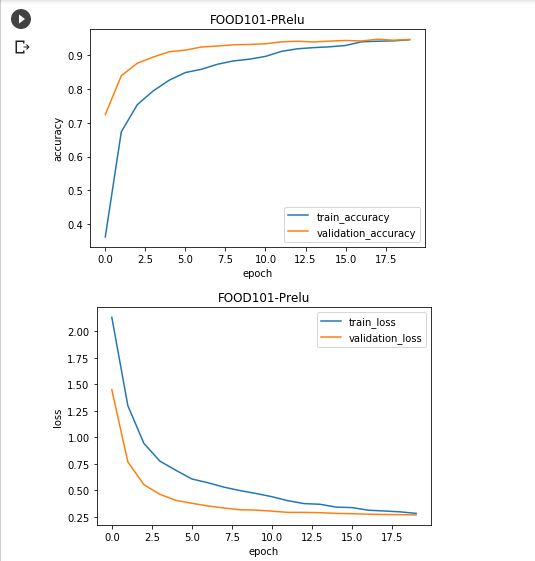 FOOD101-PRelu
accuracy
0.9
0.8
0.7
0.6
0.5
0.4
train_accuracy
validation_accuracy
0.0 2.5 5.0 7.5 10.0 12.5 15.0 17.5
epoch
FOOD101-Prelu
loss
2.00
1.75
1.50
1.25
1.00
0.75
0.50
0.25
train_loss
validation_loss
0.0 2.5 5.0 7.5 10.0 12.5 15.0 17.5
epoch